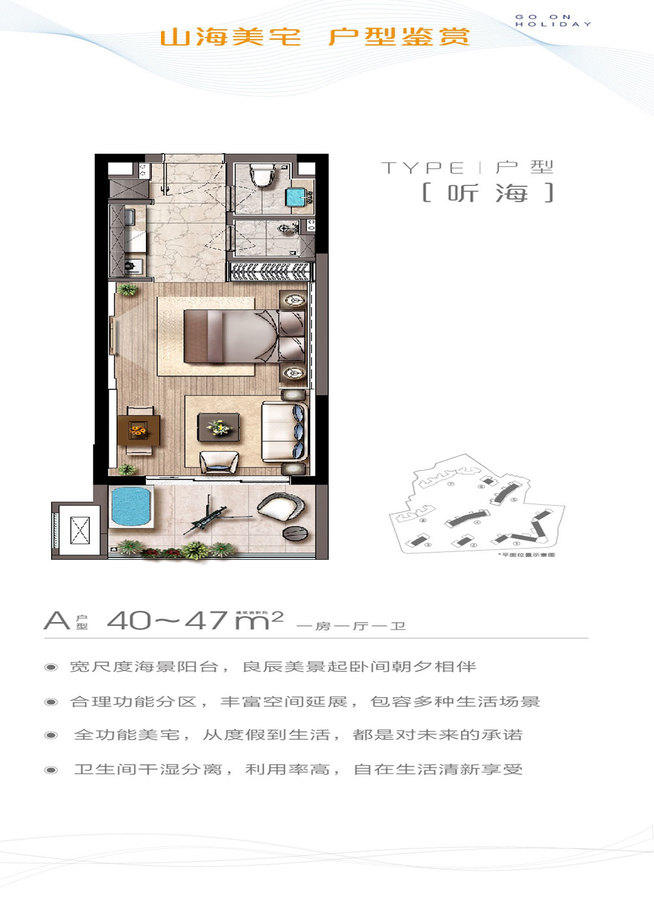 山海美宅 户型鉴赏
GO ON
HOLIDAY
TYPE | 户型
[ 听海 ]
*平面位置示意图
A户型 40~47建筑面积约m² 一房一厅一卫
宽尺度海景阳台，良辰美景起卧间朝夕相伴
合理功能分区，丰富空间延展，包容多种生活场景
全功能美宅，从度假到生活，都是对未来的承诺
卫生间干湿分离，利用率高，自在生活清新享受